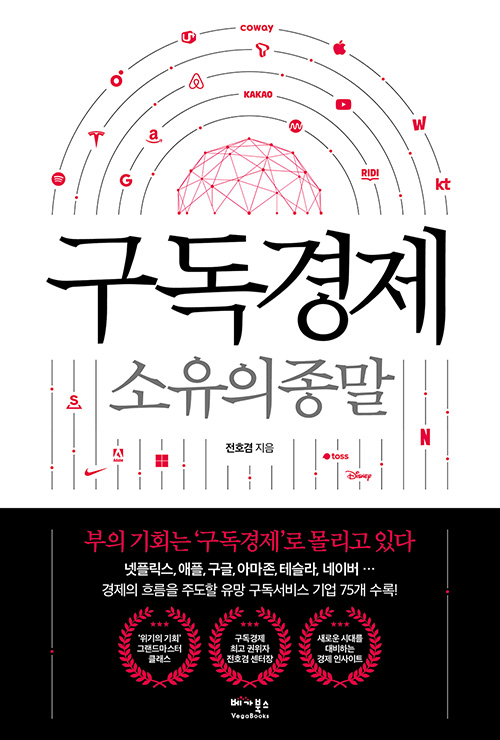 coway
KAKAO
RIDI
kt
구독경제
소유의종말
전호겸 지음
Adobe
toss
Disney
부의 기회는 ‘구독경제’로 몰리고 있다
넷플릭스, 애플, 구글, 아마존, 테슬라, 네이버 …
경제의 흐름을 주도할 유망 구독서비스 기업 75개 수록!
‘위기의 기회’
그랜드마스터
클래스
구독경제
최고 권위자
전호겸 센터장
새로운 시대를
대비하는
경제 인사이트
베가북스
VegaBooks